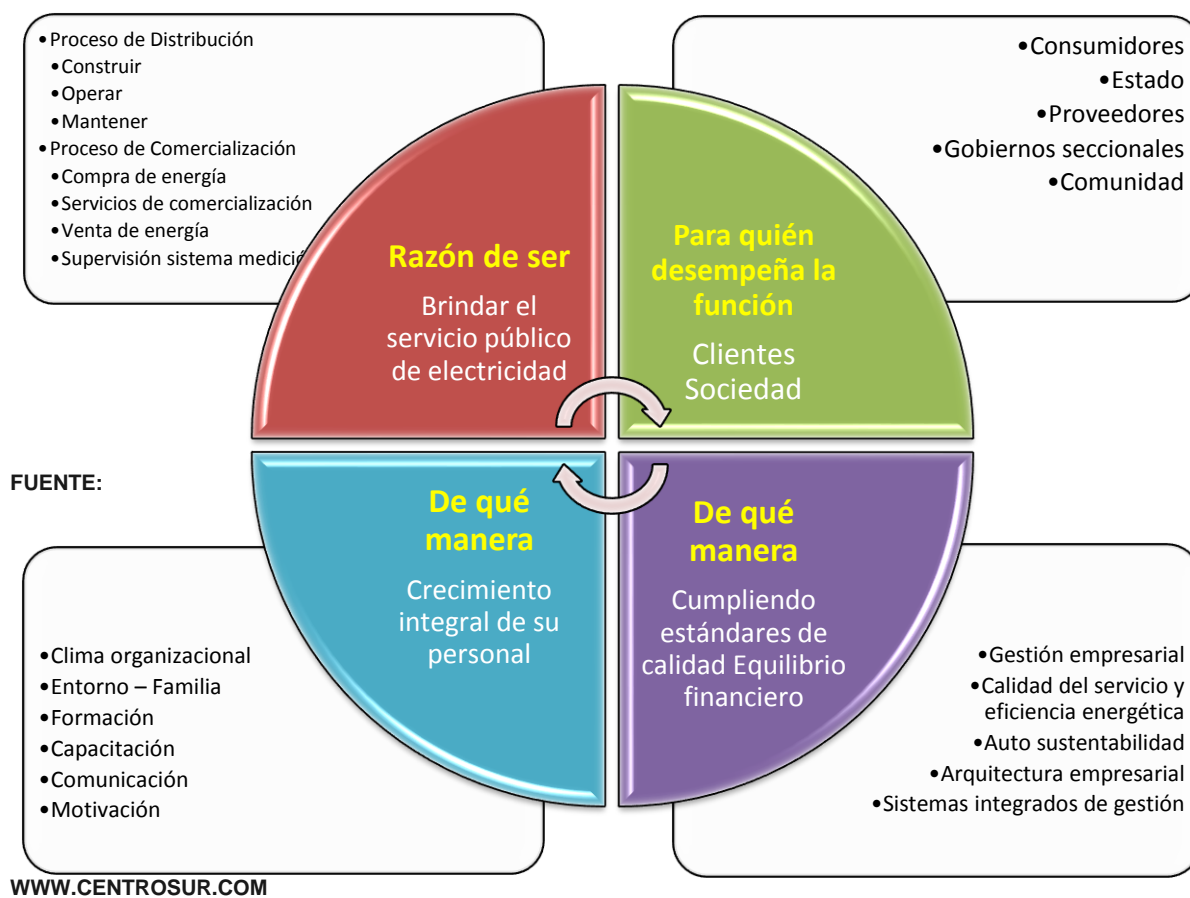 •Proceso de Distribución
•Construir
•Operar
•Mantener
•Proceso de Comercialización
•Compra de energía
•Servicios de comercialización
•Venta de energía
•Supervisión sistema medició
•Consumidores
•Estado
•Proveedores
•Gobiernos seccionales
•Comunidad
Razón de ser
Brindar el
servicio público
de electricidad
Para quién
desempeña la
función
Clientes
Sociedad
FUENTE:
De qué
manera
Crecimiento
integral de su
personal
De qué
manera
Cumpliendo
estándares de
calidad Equilibrio
financiero
•Clima organizacional
•Entorno – Familia
•Formación
•Capacitación
•Comunicación
•Motivación
•Gestión empresarial
•Calidad del servicio y
eficiencia energética
•Auto sustentabilidad
•Arquitectura empresarial
•Sistemas integrados de gestión
WWW.CENTROSUR.COM